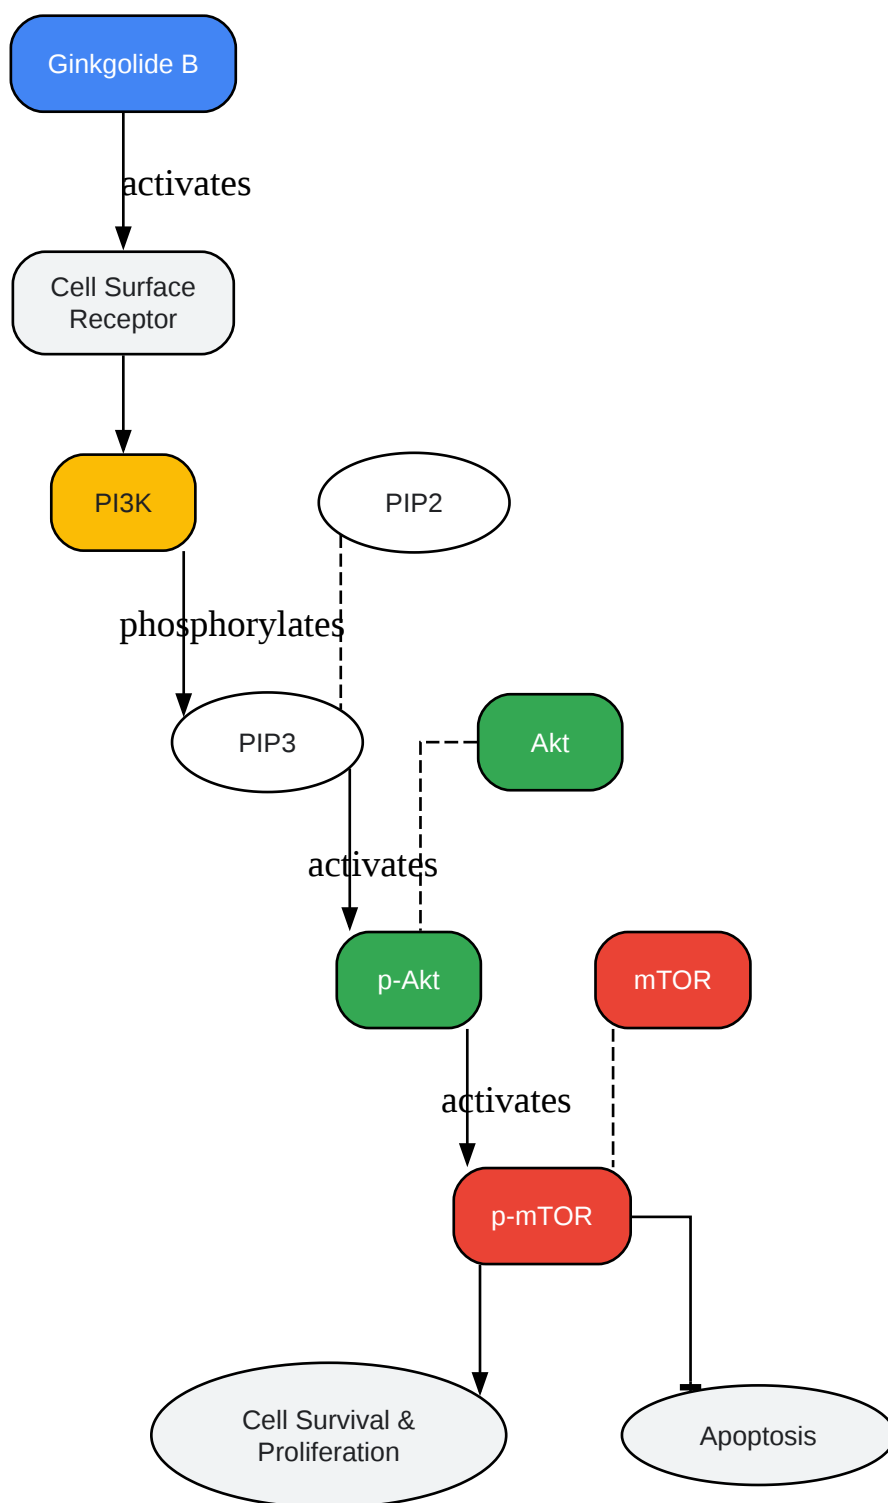 Ginkgolide B
activates
Cell Surface
Receptor
PI3K
PIP2
phosphorylates
PIP3
Akt
activates
p-Akt
mTOR
activates
p-mTOR
Cell Survival &
Proliferation
Apoptosis